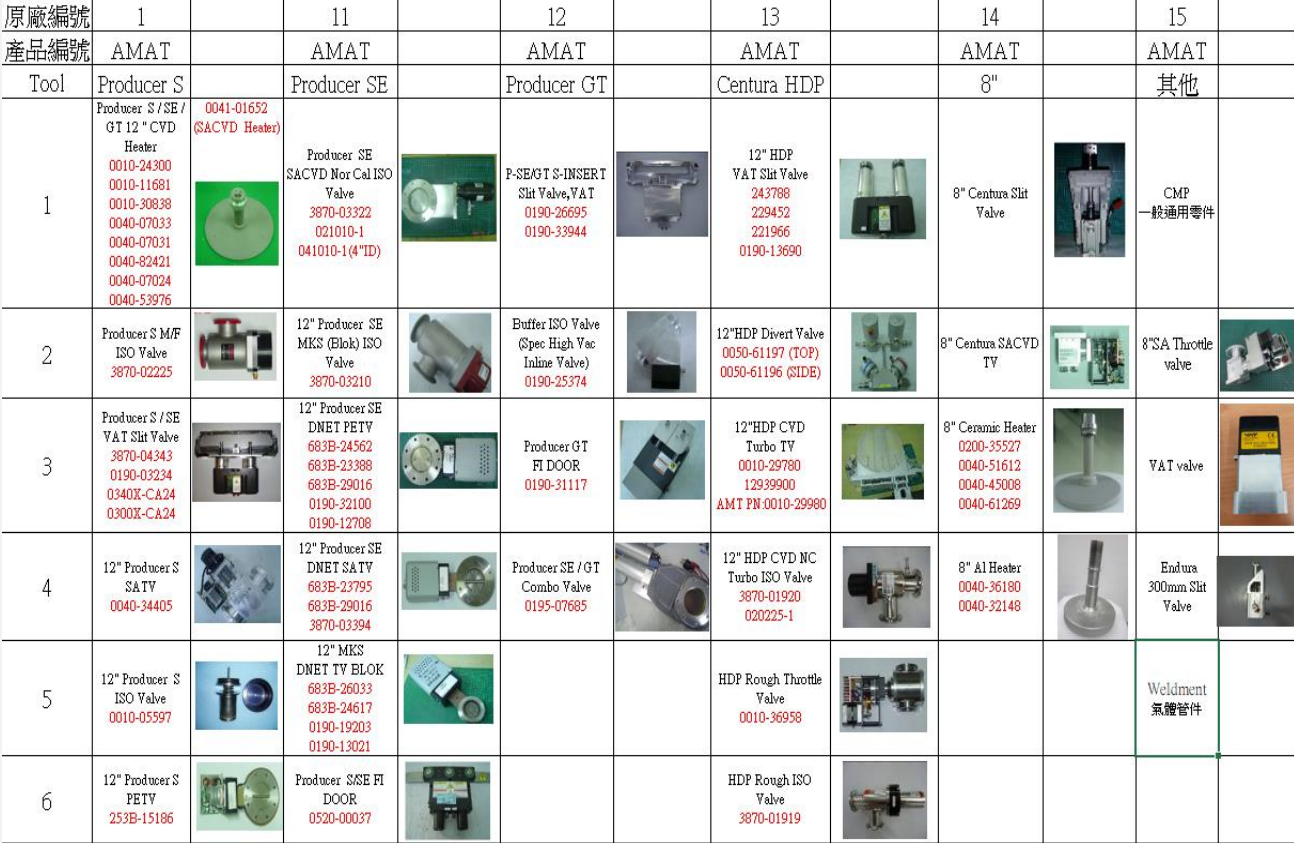 原廠編號 1 11 12 13 14 15
產品編號 AMAT AMAT AMAT AMAT AMAT AMAT
Tool Producer S Producer SE Producer GT Centura HDP 8" 其他
1
Producer S / SE /
GT 12 " CVD
Heater
0010-24300
0010-11681
0010-30838
0040-07033
0040-07031
0040-82421
0040-07024
0040-53976
0041-01652
(SACVD Heater)
Producer SE
SACVD Nor Cal ISO
Valve
3870-03322
021010-1
041010-1(4"ID)
P-SE/GT S-INSERT
Slit Valve,VAT
0190-26695
0190-33944
12" HDP
VAT Slit Valve
243788
229452
221966
0190-13690
8" Centura Slit
Valve
CMP
一般通用零件
2
Producer S M/F
ISO Valve
3870-02225
12" Producer SE
MKS (Blok) ISO
Valve
3870-03210
Buffer ISO Valve
(Spec High Vac
Inline Valve)
0190-25374
12"HDP Divert Valve
0050-61197 (TOP)
0050-61196 (SIDE)
8" Centura SACVD
TV
8"SA Throttle
valve
3
Producer S / SE
VAT Slit Valve
3870-04343
0190-03234
0340X-CA24
0300X-CA24
12" Producer SE
DNET PETV
683B-24562
683B-23388
683B-29016
0190-32100
0190-12708
Producer GT
FI DOOR
0190-31117
12"HDP CVD
Turbo TV
0010-29780
12939900
AMT PN:0010-29980
8" Ceramic Heater
0200-35527
0040-51612
0040-45008
0040-61269
VAT valve
4
12" Producer S
SATV
0040-34405
12" Producer SE
DNET SATV
683B-23795
683B-29016
3870-03394
Producer SE / GT
Combo Valve
0195-07685
12" HDP CVD NC
Turbo ISO Valve
3870-01920
020225-1
8" Al Heater
0040-36180
0040-32148
Endura
300mm Slit
Valve
5
12" Producer S
ISO Valve
0010-05597
12" MKS
DNET TV BLOK
683B-26033
683B-24617
0190-19203
0190-13021
HDP Rough Throttle
Valve
0010-36958
Weldment
氣體管件
6
12" Producer S
PETV
253B-15186
Producer S/SE FI
DOOR
0520-00037
HDP Rough ISO
Valve
3870-01919